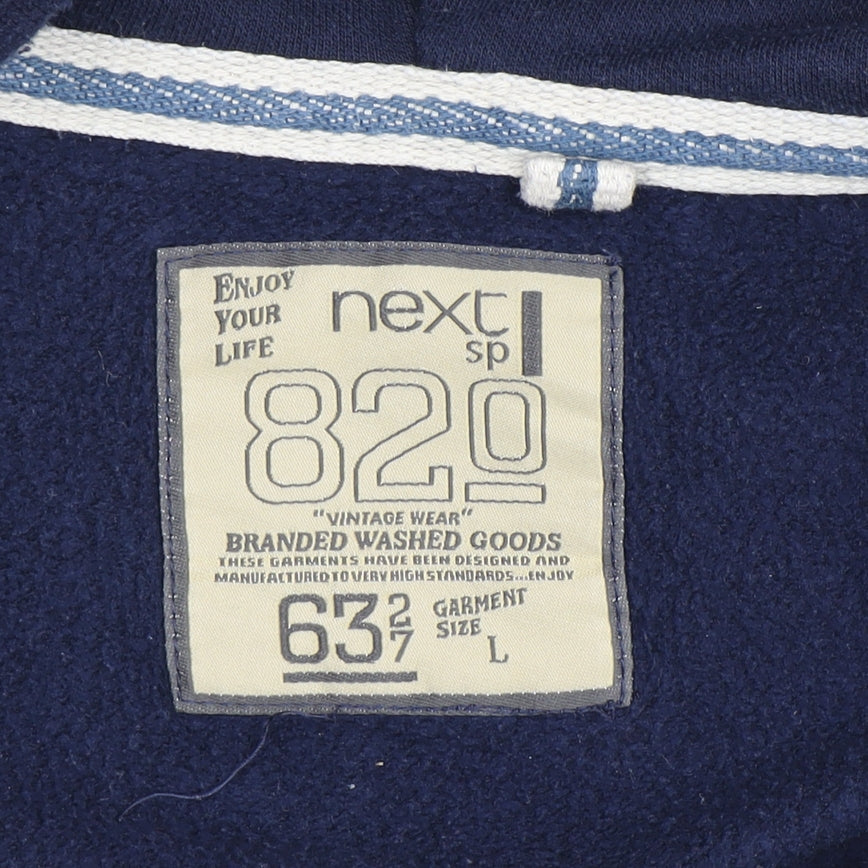 ENJOY
YOUR
LIFE
next
sp
820
"VINTAGE WEAR"
BRANDED WASHED GOODS
THESE GARMENTS HAVE BEEN DESIGNED AND
MANUFACTURED TO VERY HIGH STANDARDS...ENJOY
63 2/7
GARMENT
SIZE L